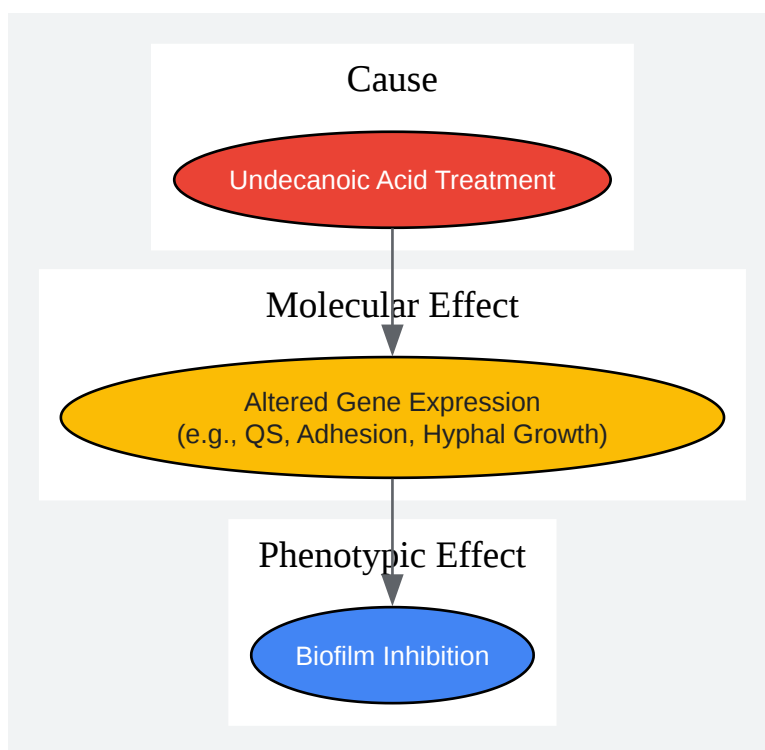 Cause
Undecanoic Acid Treatment
Molecular Effect
Altered Gene Expression
(e.g., QS, Adhesion, Hyphal Growth)
Phenotypic Effect
Biofilm Inhibition